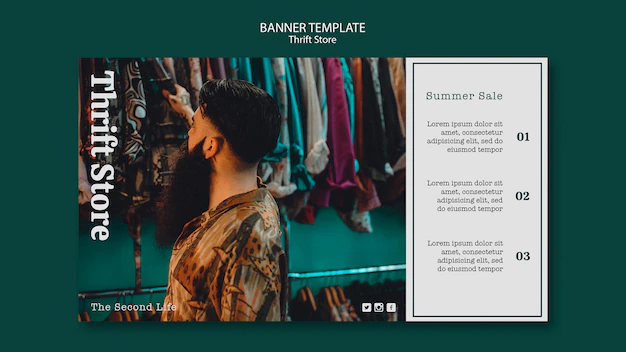 BANNER TEMPLATE
Thrift Store
Thrift Store
The Second Life
Summer Sale
Lorem ipsum dolor sit
amet, consectetur
adipisicing elit, sed do
eiusmod tempor
01
Lorem ipsum dolor sit
amet, consectetur
adipisicing elit, sed do
eiusmod tempor
02
Lorem ipsum dolor sit
amet, consectetur
adipisicing elit, sed do
eiusmod tempor
03